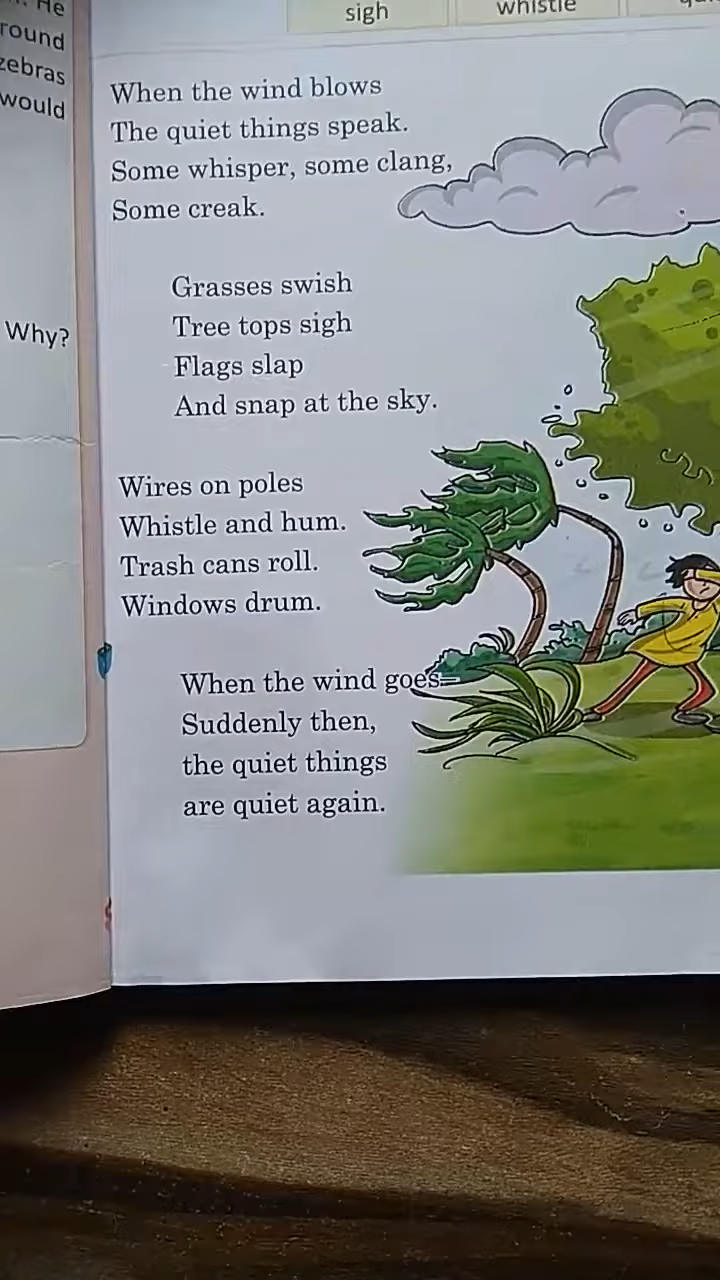 He
round
zebras
would
Why?
sigh
whistle
When the wind blows
The quiet things speak.
Some whisper, some clang,
Some creak.
Grasses swish
Tree tops sigh
Flags slap
And snap at the sky.
Wires on poles
Whistle and hum.
Trash cans roll.
Windows drum.
When the wind goes—
Suddenly then,
the quiet things
are quiet again.